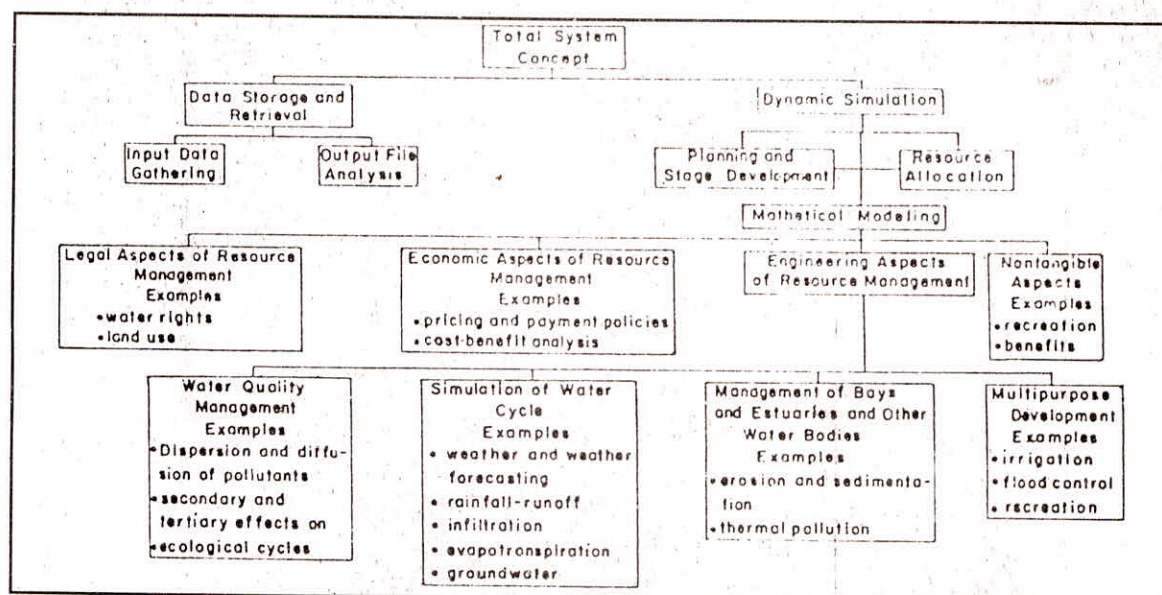 Total System
Concept
Data Storage and
Retrieval
Dynamic Simulation
Input Data
Gathering
Output File
Analysis
Planning and
Stage Development
Resource
Allocation
Mathetical Modeling
Legal Aspects of Resource
Management
Examples
• water rights
• land use
Economic Aspects of Resource
Management
Examples
• pricing and payment policies
• cost-benefit analysis
Engineering Aspects
of Resource Management
Nontangible
Aspects
Examples
• recreation
• benefits
Water Quality
Management
Examples
• Dispersion and diffu-
sion of pollutants
• secondary and
tertiary effects on
• ecological cycles
Simulation of Water
Cycle
Examples
• weather and weather
forecasting
• rainfall-runoff
• infiltration
• evapotranspiration
• groundwater
Management of Bays
and Estuaries and Other
Water Bodies
Examples
• erosion and sedimenta-
tion
• thermal pollution
Multipurpose
Development
Examples
• irrigation
• flood control
• recreation